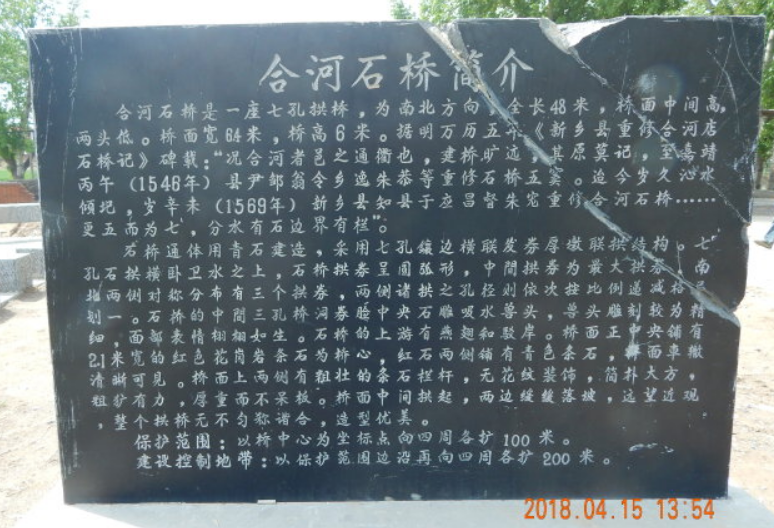 合河石桥简介
合河石桥是一座七孔拱桥，为南北方向，全长48米，桥面中间高，
两头低。桥面宽64米，桥高6米。据明万历五年《新乡县重修合河店
石桥记》碑载：“况合河者邑之通衢也，建桥旷远，其原莫记，至嘉靖
丙午（1546年）县尹邹翁令乡逸朱恭等重修石桥五窦。迨今岁久沁水
倾圯，岁辛未（1569年）新乡县知县于应昌督朱宪重修合河石桥……
更五而为七，分水有石边界有栏”。
石桥通体用青石建造，采用七孔镶边横联发券厚墩联拱结构。七
孔石拱横卧卫水之上，桥拱呈圆弧形，中間券为最大拱券，南
北两对称分布有三个石券，两侧诸拱之孔径则依次按比例递减格
划一。石桥的中間三孔拱券脸的央石雕水兽头，兽头雕刻较为精
细，面部表情栩栩如生。洞桥中上游有吸水和驳岸。桥面正中央铺有
21米宽的红色花岗岩条石为桥的心，红石燕翅铺有青色条石，桥面车辙
清晰可见。桥面上两侧有粗壮条石栏杆，无花纹装饰，简朴大方，
粗犷有力，厚重而不呆板，桥中间拱起，两边缓缓落坡，远望近观，
整个拱桥无不匀称谐合，造型优美。
保护范围：以桥中心为坐标点向四周各扩100米。
建设控制地带：以保护范围边沿再向四周各扩200米。
2018.04.15 13:54